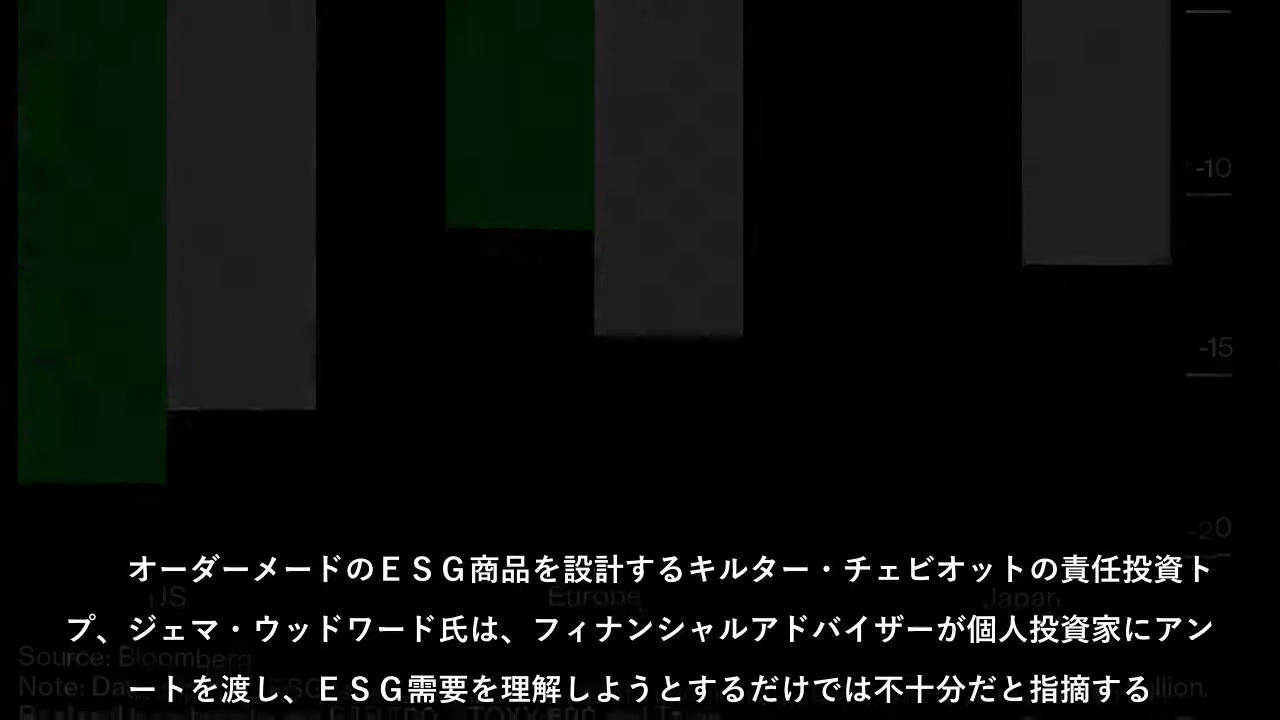 -10
-15
-20
オーダーメードのＥＳＧ商品を設計するキルター・チェビオットの責任投資ト
US Europe Japan
プ、ジェマ・ウッドワード氏は、フィナンシャルアドバイザーが個人投資家にアン
Source: Bloomberg
ートを渡し、ＥＳＧ需要を理解しようとするだけでは不十分だと指摘する
Note: